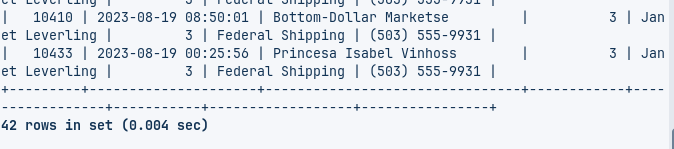 et Leverling |         3 | Federal Shipping | (503) 555-9931 |
|   10410 | 2023-08-19 08:50:01 | Bottom-Dollar Marketse         |          3 | Jan
et Leverling |         3 | Federal Shipping | (503) 555-9931 |
|   10433 | 2023-08-19 00:25:56 | Princesa Isabel Vinhoss        |          3 | Jan
et Leverling |         3 | Federal Shipping | (503) 555-9931 |
+---------+---------------------+--------------------------------+------------+----
-------------+-----------+------------------+----------------+
42 rows in set (0.004 sec)